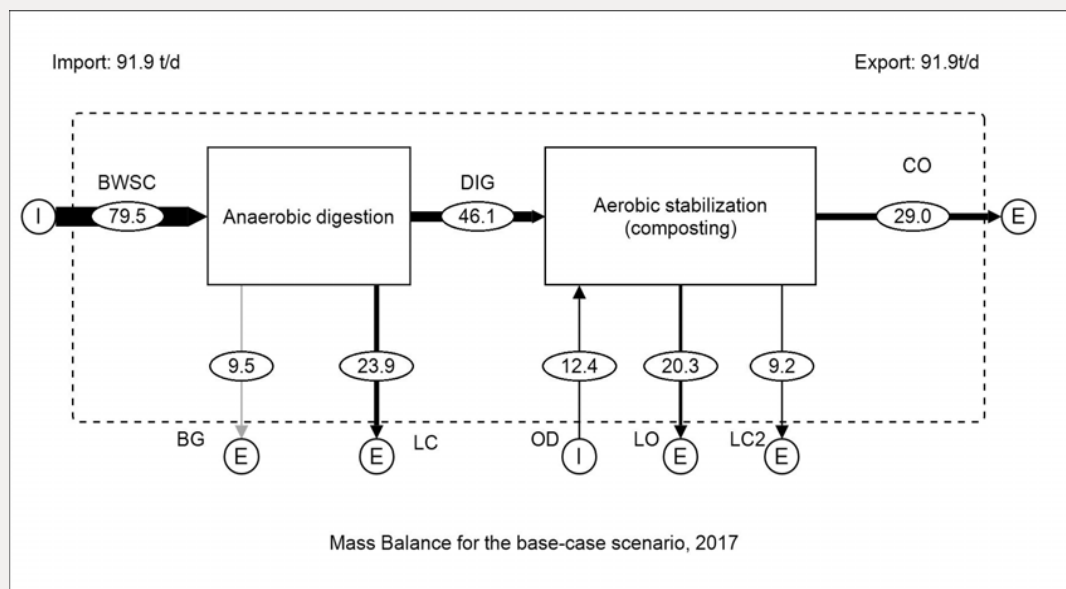 Import: 91.9 t/d
Export: 91.9t/d
BWSC
DIG
CO
I
79.5
Anaerobic digestion
46.1
Aerobic stabilization
(composting)
29.0
E
9.5
23.9
12.4
20.3
9.2
BG
E
E
LC
OD
I
LO
E
LC2
E
Mass Balance for the base-case scenario, 2017